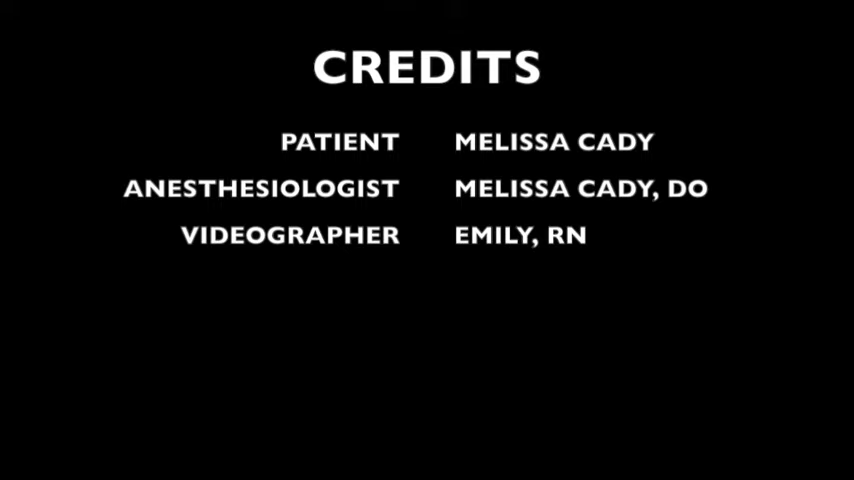 CREDITS
PATIENT MELISSA CADY
ANESTHESIOLOGIST MELISSA CADY, DO
VIDEOGRAPHER EMILY, RN